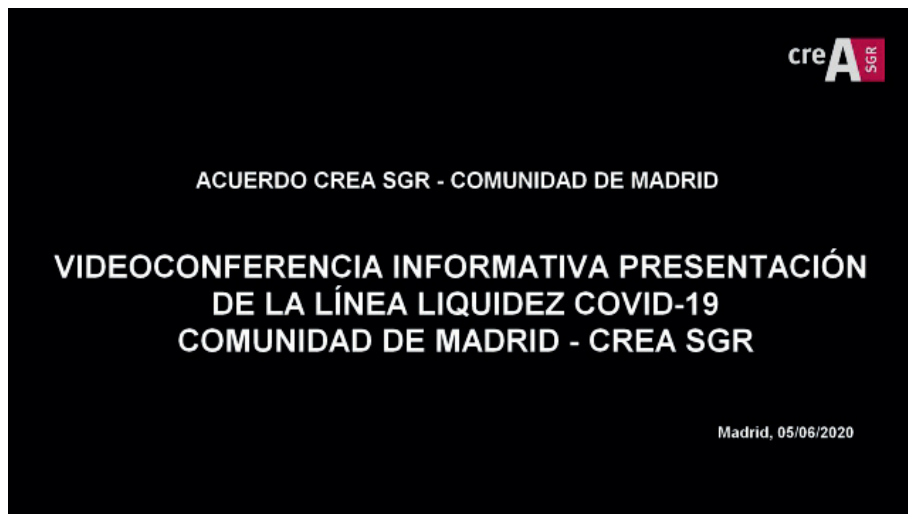 creA SGR
ACUERDO CREA SGR - COMUNIDAD DE MADRID
VIDEOCONFERENCIA INFORMATIVA PRESENTACIÓN
DE LA LÍNEA LIQUIDEZ COVID-19
COMUNIDAD DE MADRID - CREA SGR
Madrid, 05/06/2020